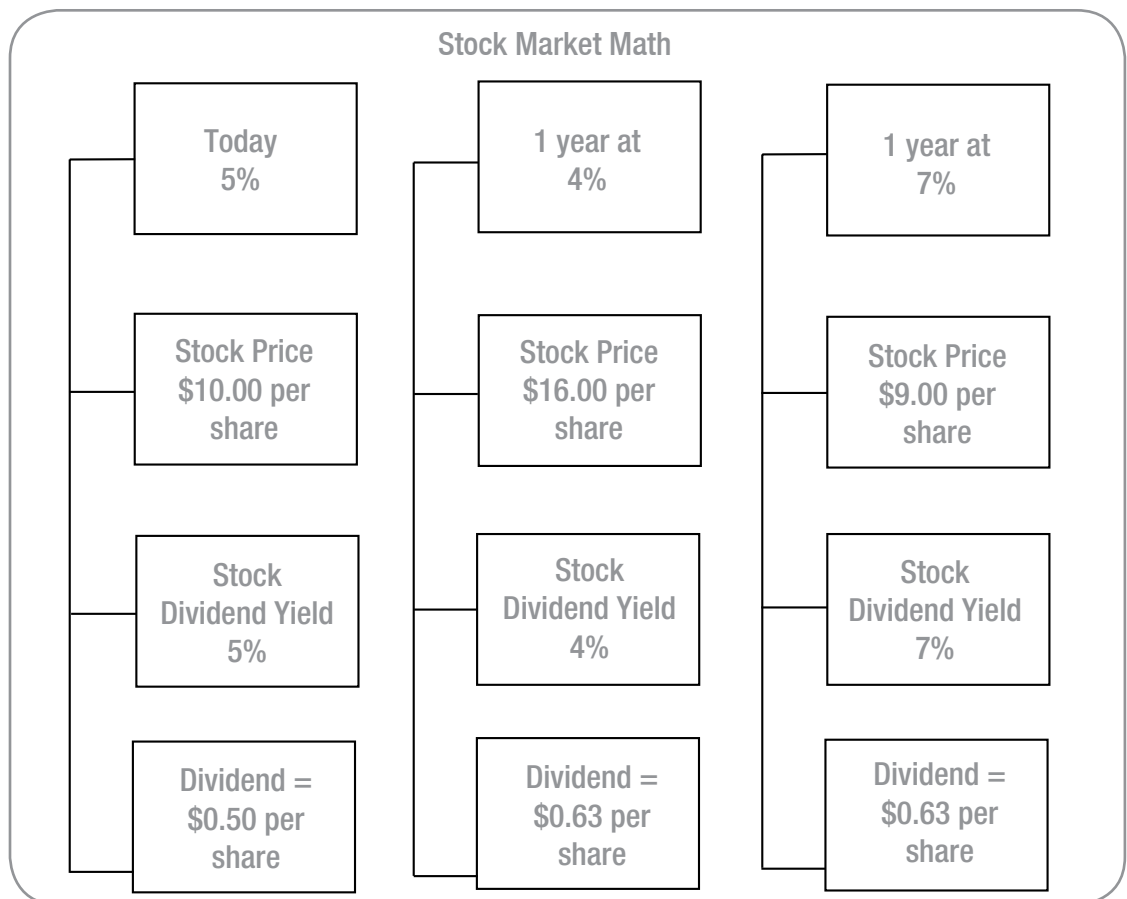 Stock Market Math
Today
5%
Stock Price
$10.00 per
share
Stock
Dividend Yield
5%
Dividend =
$0.50 per
share
1 year at
4%
Stock Price
$16.00 per
share
Stock
Dividend Yield
4%
Dividend =
$0.63 per
share
1 year at
7%
Stock Price
$9.00 per
share
Stock
Dividend Yield
7%
Dividend =
$0.63 per
share